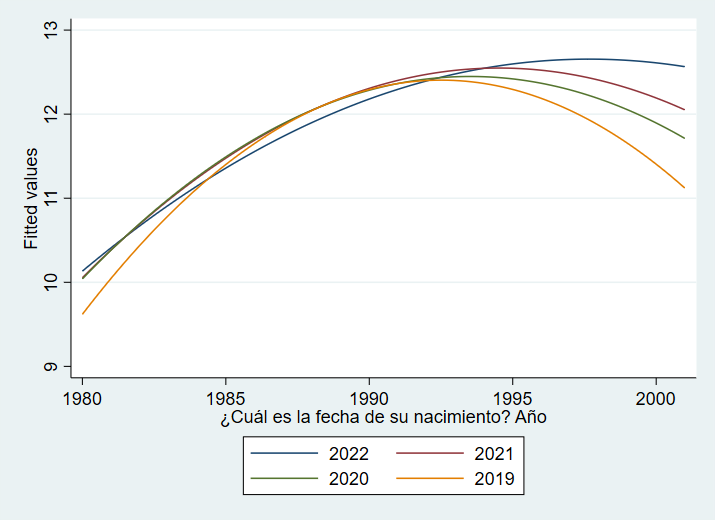 13
12
11
10
9
Fitted values
1980 1985 1990 1995 2000
¿Cuál es la fecha de su nacimiento? Año
2022 2021
2020 2019